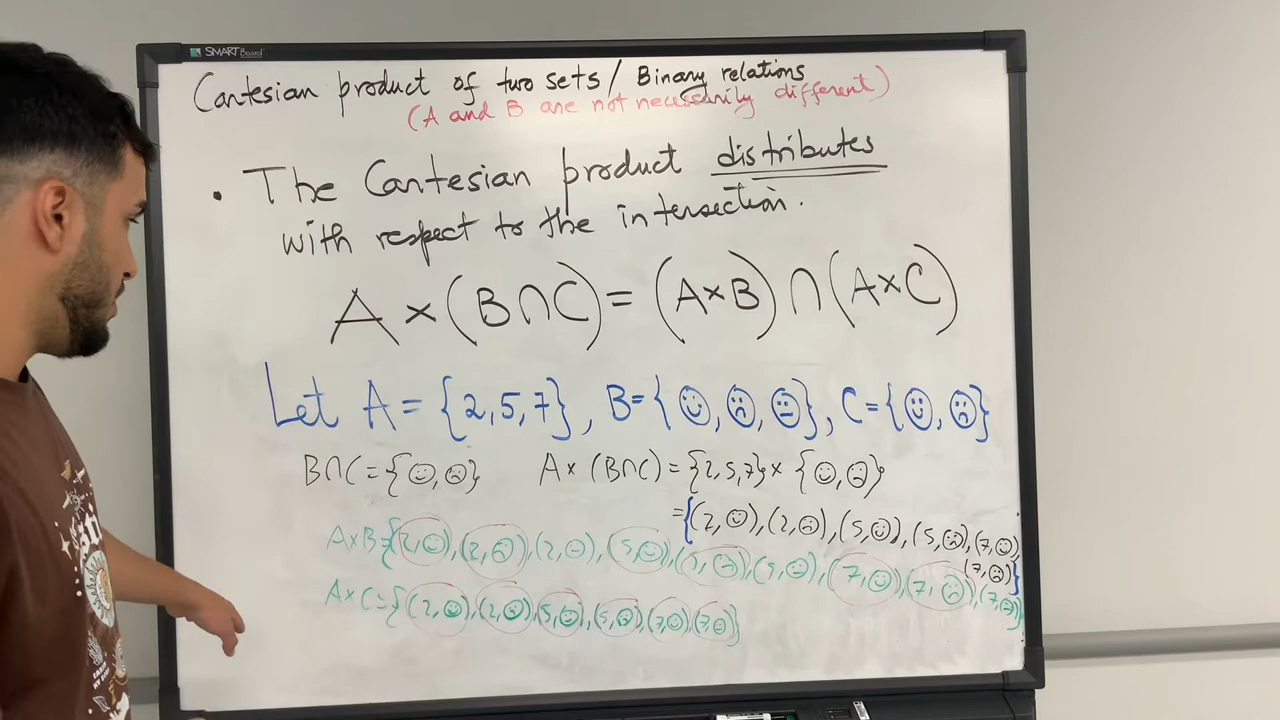 SMART Board
Cartesian product of two sets / Binary relations
(A and B are not necessarily different)
• The Cartesian product distributes
with respect to the intersection.
A × (B∩C) = (A×B) ∩ (A×C)
Let A = {2,5,7}, B = {☺,☹,😐}, C = {☺,☹}
B∩C = {☺,☹} A × (B∩C) = {2,5,7} × {☺,☹}
= {(2,☺),(2,☹),(5,☺),(5,☹),(7,☺),
(7,☹)}
A×B = {(2,☺),(2,☹),(2,😐),(5,☺),(5,☹),(5,😐),(7,☺),(7,☹),(7,😐)}
A×C = {(2,☺),(2,☹),(5,☺),(5,☹),(7,☺),(7,☹)}